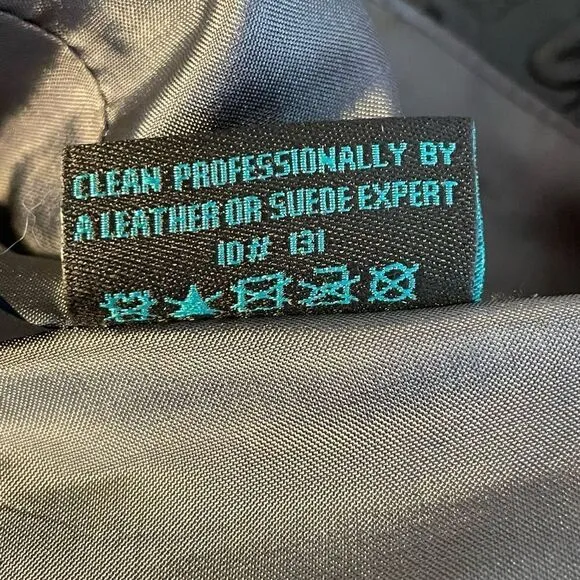 CLEAN PROFESSIONALLY BY
A LEATHER OR SUEDE EXPERT
ID# 131